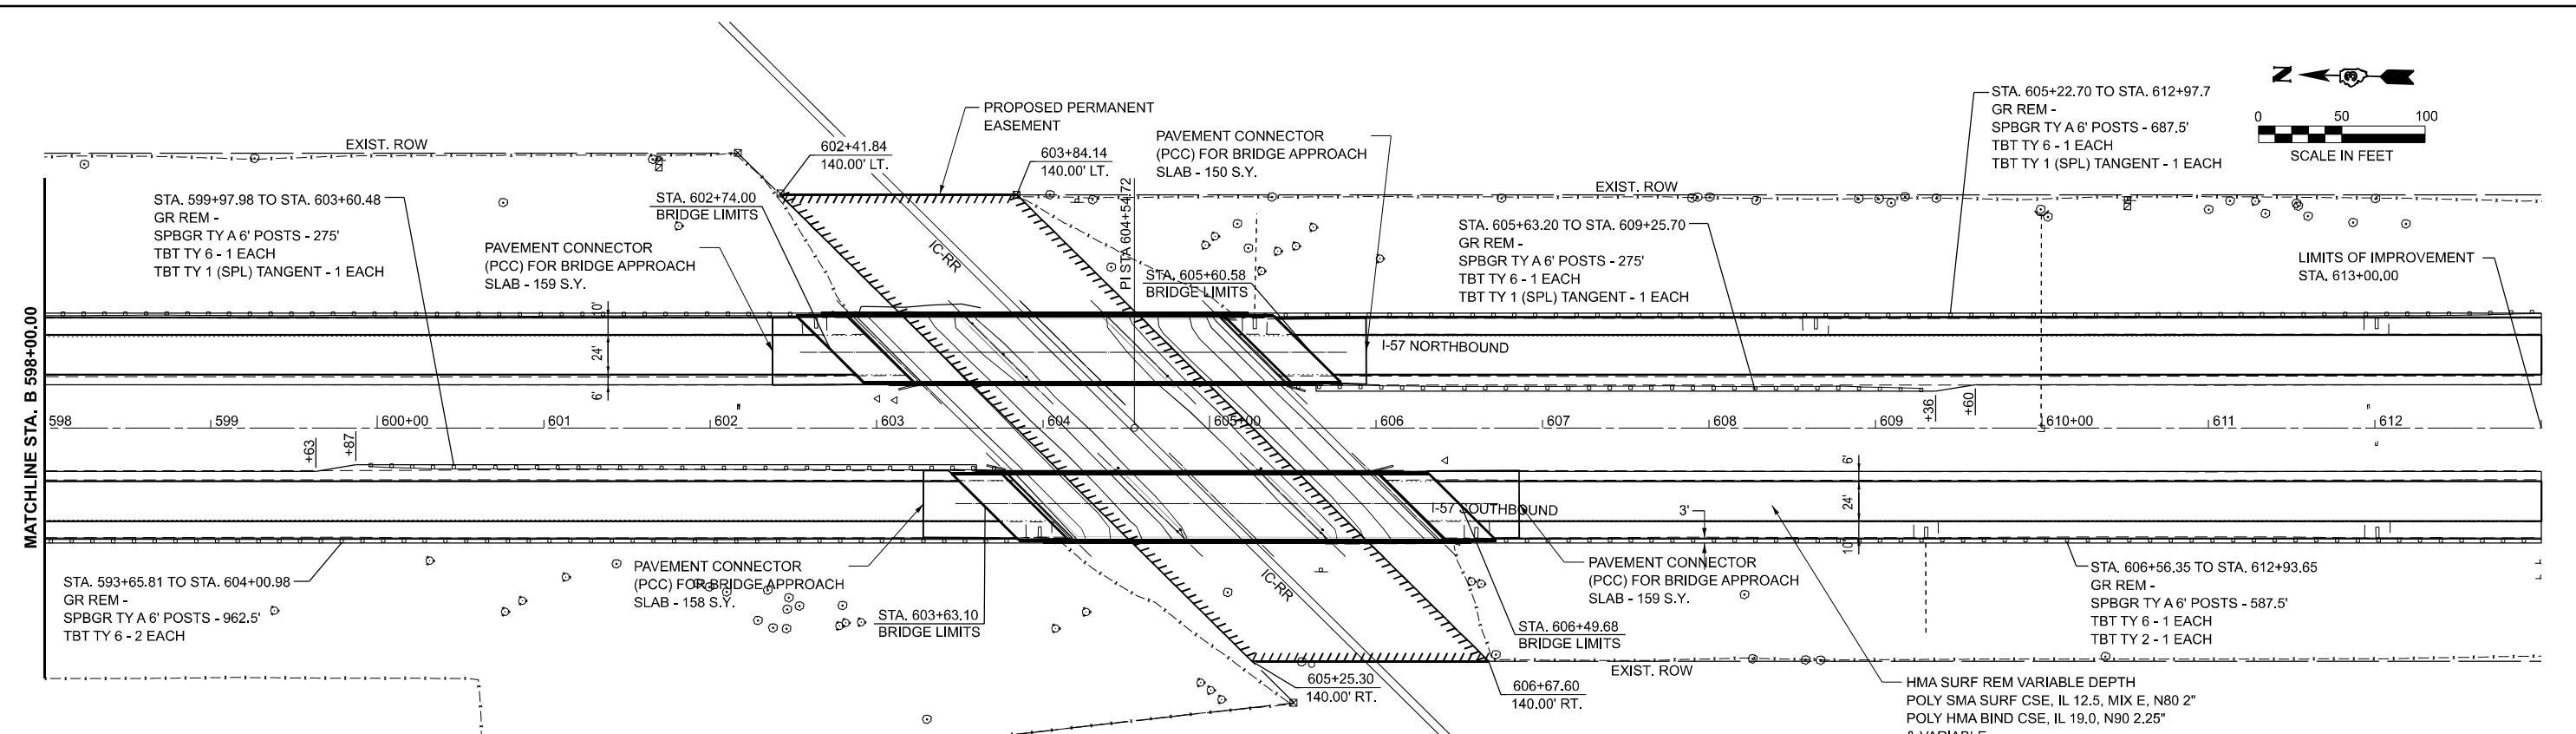 PROPOSED PERMANENT
EASEMENT
EXIST. ROW
602+41.84
140.00' LT.
603+84.14
140.00' LT.
PAVEMENT CONNECTOR
(PCC) FOR BRIDGE APPROACH
SLAB - 150 S.Y.
STA. 605+22.70 TO STA. 612+97.7
GR REM -
SPBGR TY A 6' POSTS - 687.5'
TBT TY 6 - 1 EACH
TBT TY 1 (SPL) TANGENT - 1 EACH
N
3
0 50 100
SCALE IN FEET
STA. 599+97.98 TO STA. 603+60.48
GR REM -
SPBGR TY A 6' POSTS - 275'
TBT TY 6 - 1 EACH
TBT TY 1 (SPL) TANGENT - 1 EACH
STA. 602+74.00
BRIDGE LIMITS
PAVEMENT CONNECTOR
(PCC) FOR BRIDGE APPROACH
SLAB - 159 S.Y.
IC-RR
PI STA 604+54.72
STA. 605+60.58
BRIDGE LIMITS
EXIST. ROW
STA. 605+63.20 TO STA. 609+25.70
GR REM -
SPBGR TY A 6' POSTS - 275'
TBT TY 6 - 1 EACH
TBT TY 1 (SPL) TANGENT - 1 EACH
LIMITS OF IMPROVEMENT
STA. 613+00.00
10'
24'
6'
I-57 NORTHBOUND
MATCHLINE STA. B 598+00.00
598 599 600+00 601 602 603 604 605+00 606 607 608 609 610+00 611 612
+63
+87
+36
+60
6'
24'
10'
3'
I-57 SOUTHBOUND
STA. 593+65.81 TO STA. 604+00.98
GR REM -
SPBGR TY A 6' POSTS - 962.5'
TBT TY 6 - 2 EACH
PAVEMENT CONNECTOR
(PCC) FOR BRIDGE APPROACH
SLAB - 158 S.Y.
STA. 603+63.10
BRIDGE LIMITS
IC-RR
605+25.30
140.00' RT.
606+67.60
140.00' RT.
STA. 606+49.68
BRIDGE LIMITS
PAVEMENT CONNECTOR
(PCC) FOR BRIDGE APPROACH
SLAB - 159 S.Y.
EXIST. ROW
STA. 606+56.35 TO STA. 612+93.65
GR REM -
SPBGR TY A 6' POSTS - 587.5'
TBT TY 6 - 1 EACH
TBT TY 2 - 1 EACH
HMA SURF REM VARIABLE DEPTH
POLY SMA SURF CSE, IL 12.5, MIX E, N80 2"
POLY HMA BIND CSE, IL 19.0, N90 2.25"
& VARIABLE